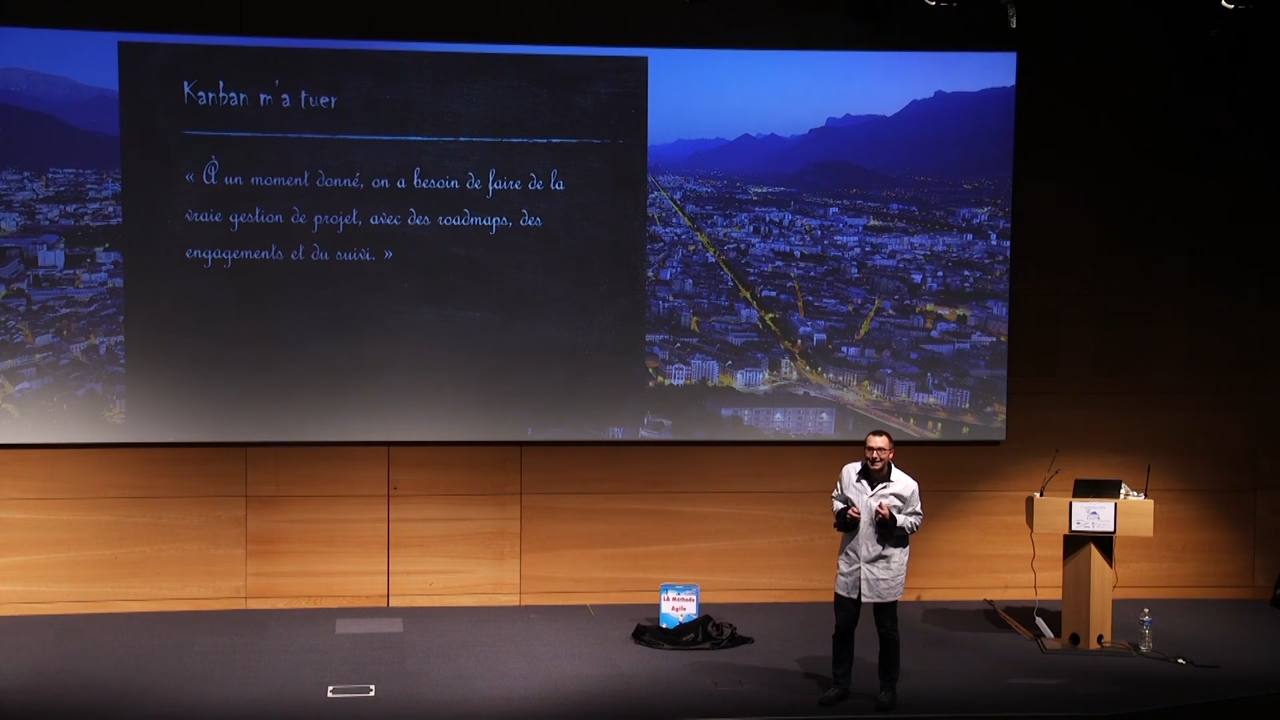 Kanban m'a tuer
« À un moment donné, on a besoin de faire de la
vraie gestion de projet, avec des roadmaps, des
engagements et du suivi. »
LA Méthode
Agile